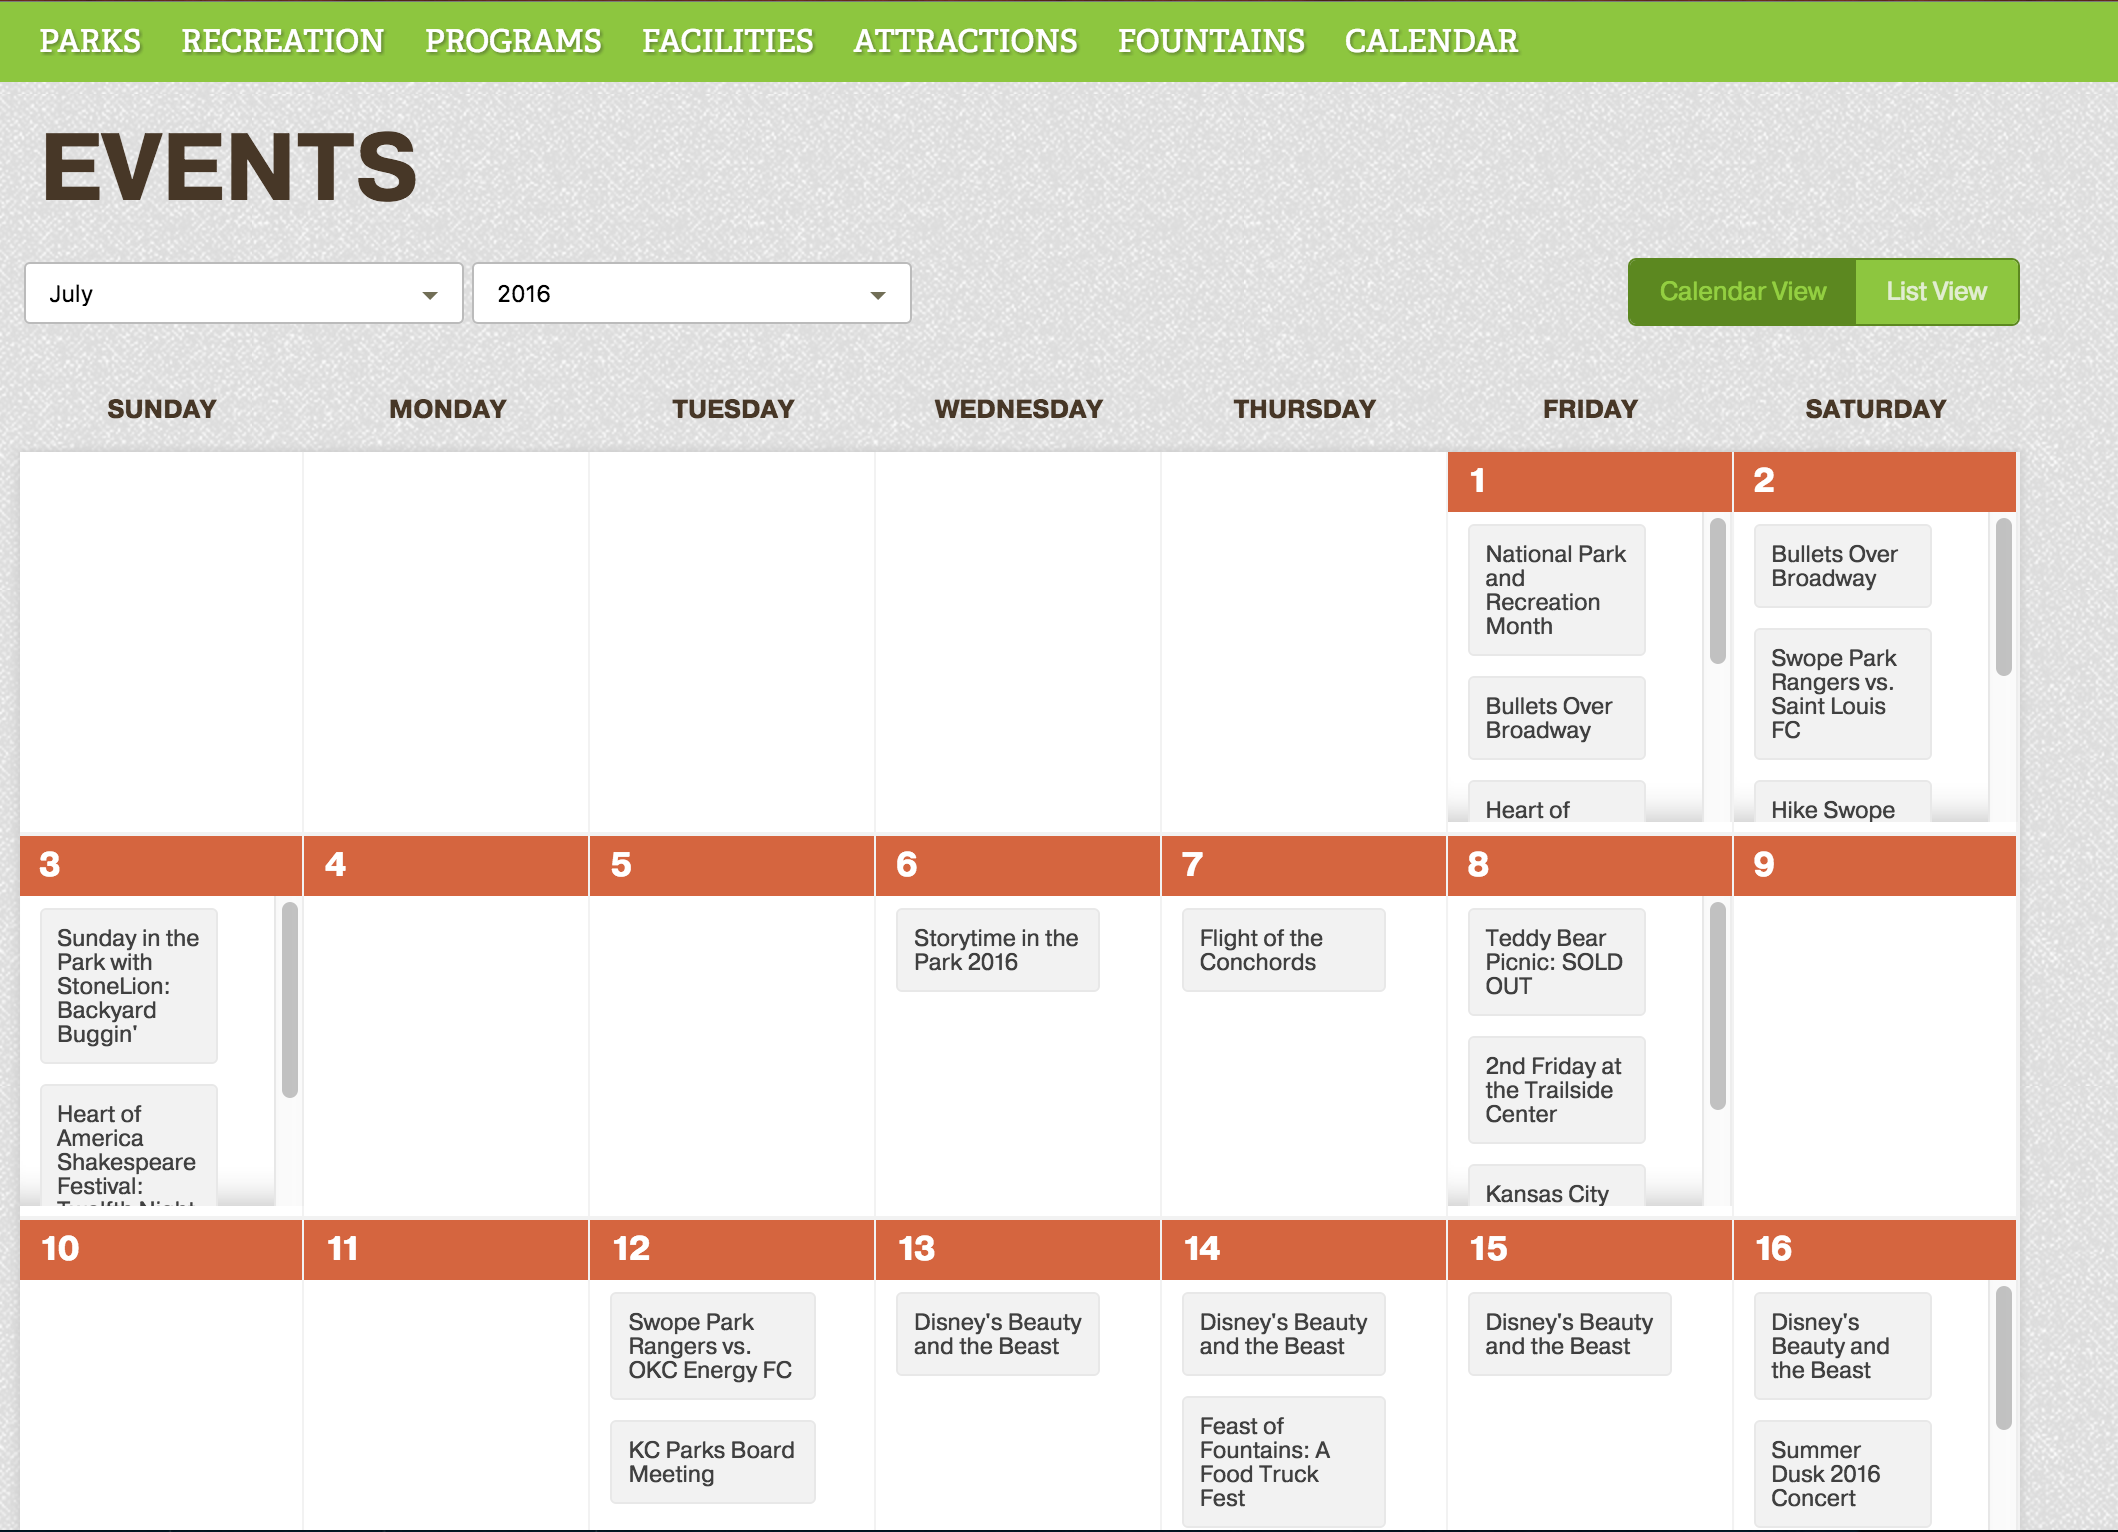 PARKS RECREATION PROGRAMS FACILITIES ATTRACTIONS FOUNTAINS CALENDAR
EVENTS
July 2016 Calendar View List View
SUNDAY MONDAY TUESDAY WEDNESDAY THURSDAY FRIDAY SATURDAY
1
National Park
and
Recreation
Month
Bullets Over
Broadway
Heart of
2
Bullets Over
Broadway
Swope Park
Rangers vs.
Saint Louis
FC
Hike Swope
3
Sunday in the
Park with
StoneLion:
Backyard
Buggin'
Heart of
America
Shakespeare
Festival:
Twelfth Night
4
5
6
Storytime in the
Park 2016
7
Flight of the
Conchords
8
Teddy Bear
Picnic: SOLD
OUT
2nd Friday at
the Trailside
Center
Kansas City
9
10
11
12
Swope Park
Rangers vs.
OKC Energy FC
KC Parks Board
Meeting
13
Disney's Beauty
and the Beast
14
Disney's Beauty
and the Beast
Feast of
Fountains: A
Food Truck
Fest
15
Disney's Beauty
and the Beast
16
Disney's
Beauty and
the Beast
Summer
Dusk 2016
Concert